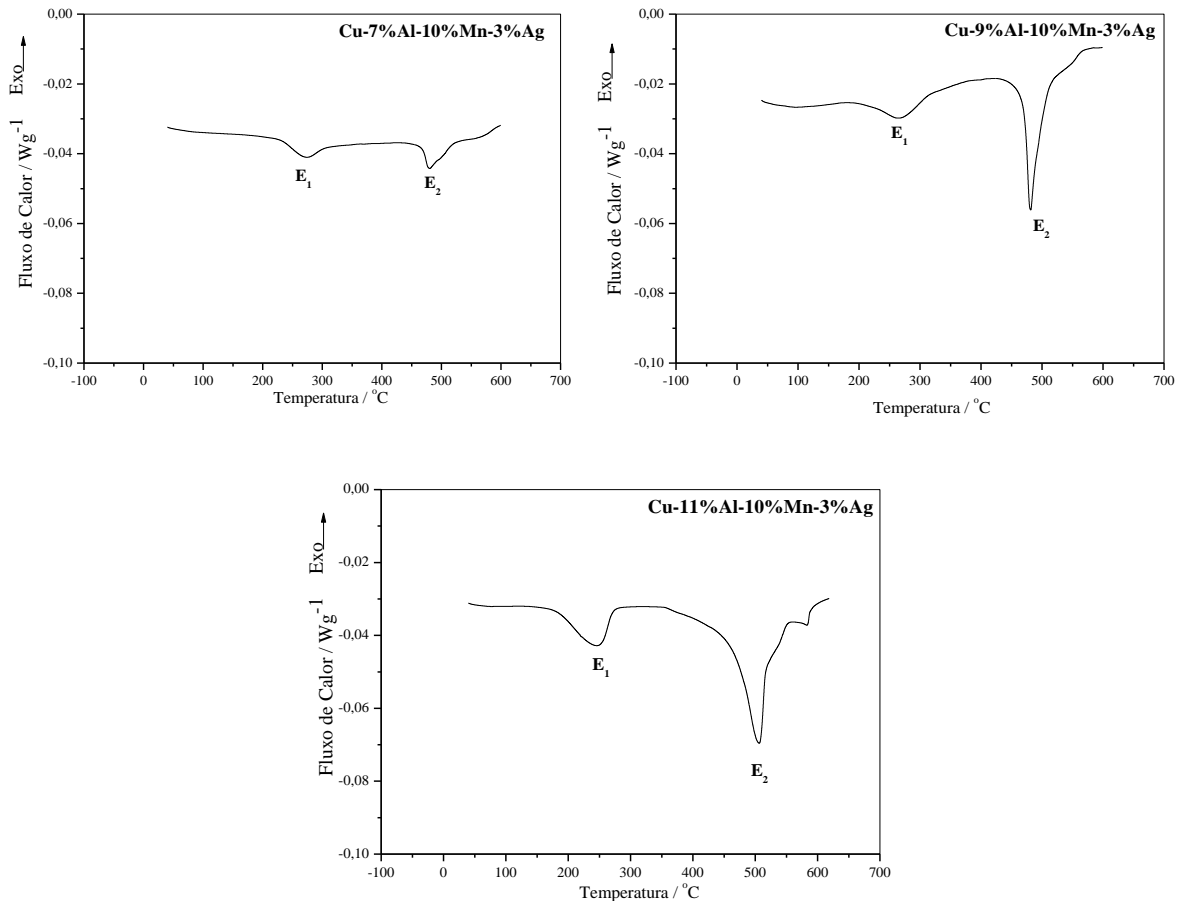 Cu-7%Al-10%Mn-3%Ag
Fluxo de Calor / Wg-1 Exo
0,00
-0,02
-0,04
-0,06
-0,08
-0,10
E1
E2
-100 0 100 200 300 400 500 600 700
Temperatura / °C
Cu-9%Al-10%Mn-3%Ag
Fluxo de Calor / Wg-1 Exo
0,00
-0,02
-0,04
-0,06
-0,08
-0,10
E1
E2
-100 0 100 200 300 400 500 600 700
Temperatura / °C
Cu-11%Al-10%Mn-3%Ag
Fluxo de Calor / Wg-1 Exo
0,00
-0,02
-0,04
-0,06
-0,08
-0,10
E1
E2
-100 0 100 200 300 400 500 600 700
Temperatura / °C